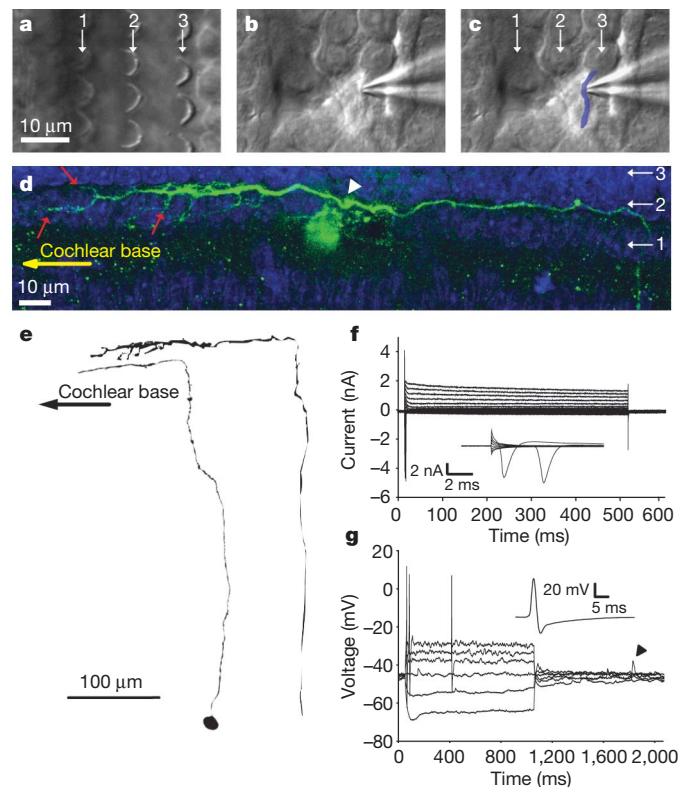 a
1 2 3
10 μm
b
c
1 2 3
d
3
2
1
Cochlear base
10 μm
e
Cochlear base
100 μm
f
Current (nA)
4
2
0
−2
−4
−6
2 nA
2 ms
0 100 200 300 400 500 600
Time (ms)
g
Voltage (mV)
20
0
−20
−40
−60
−80
20 mV
5 ms
0 400 800 1,200 1,600 2,000
Time (ms)